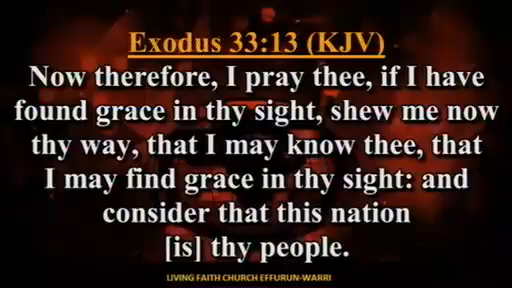 Exodus 33:13 (KJV)
Now therefore, I pray thee, if I have
found grace in thy sight, shew me now
thy way, that I may know thee, that
I may find grace in thy sight: and
consider that this nation
[is] thy people.
LIVING FAITH CHURCH EFFURUN-WARRI